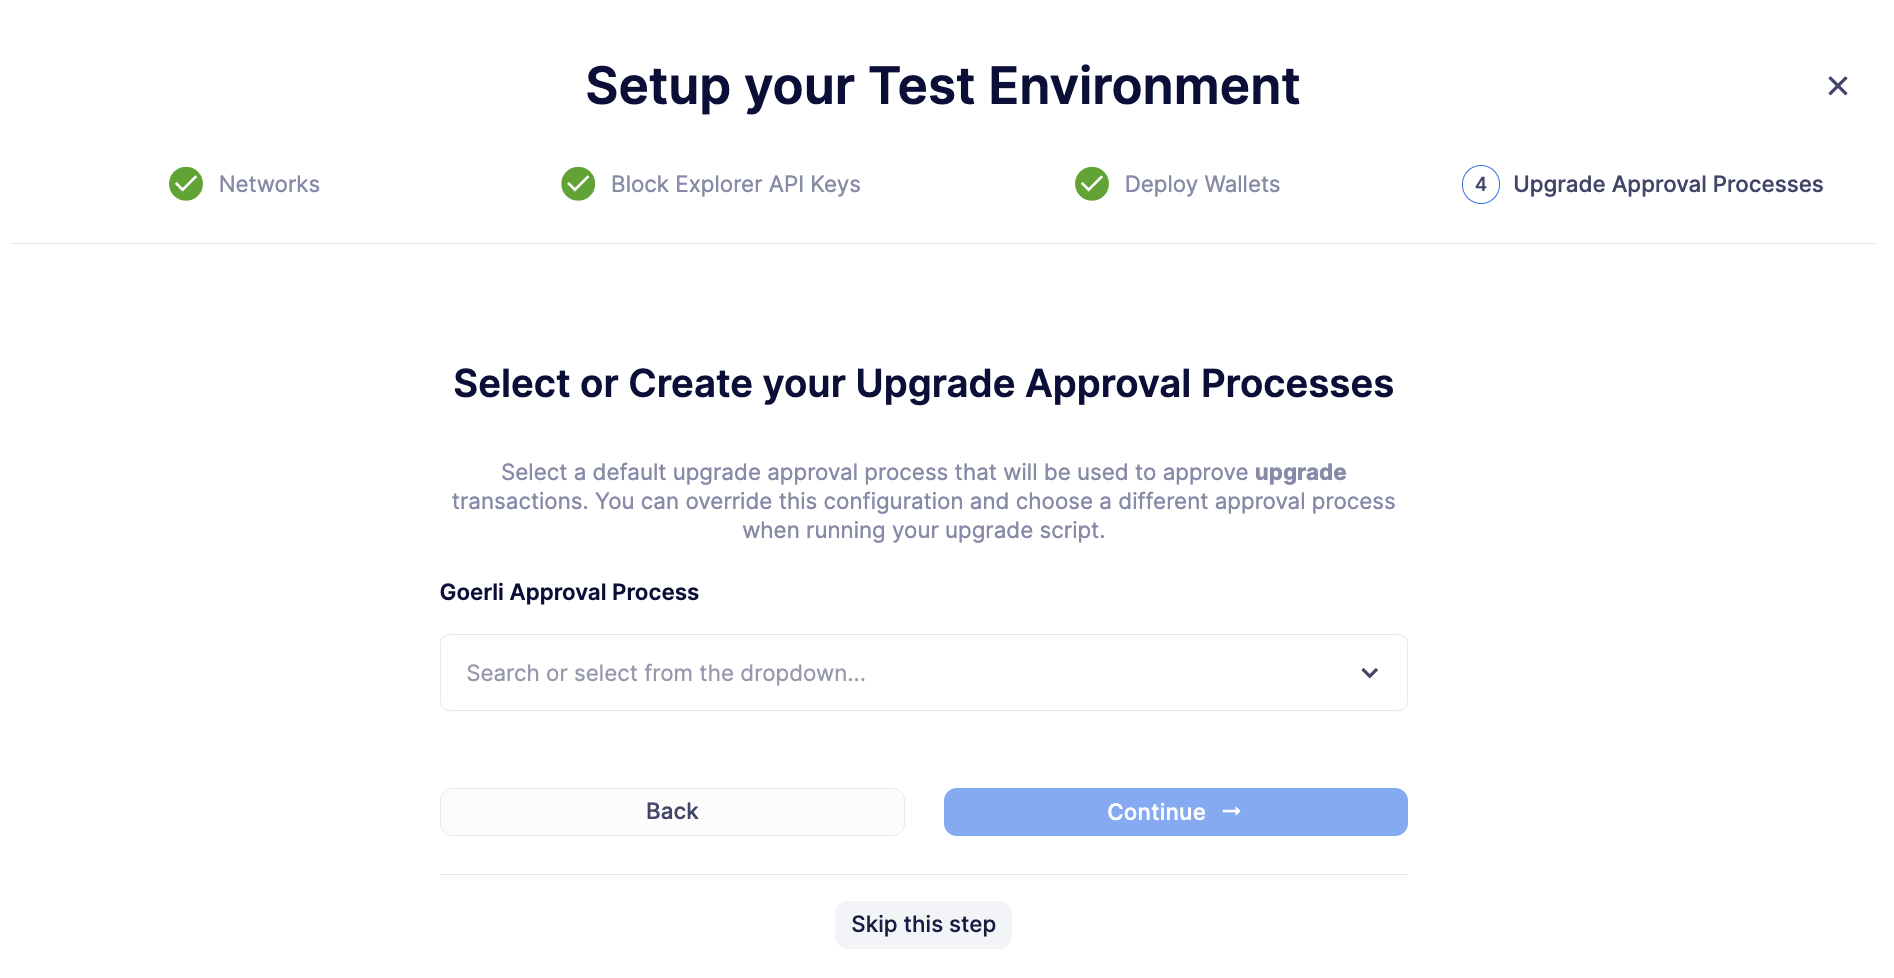 Setup your Test Environment
Networks
Block Explorer API Keys
Deploy Wallets
4 Upgrade Approval Processes
Select or Create your Upgrade Approval Processes
Select a default upgrade approval process that will be used to approve upgrade
transactions. You can override this configuration and choose a different approval process
when running your upgrade script.
Goerli Approval Process
Search or select from the dropdown...
Back
Continue →
Skip this step